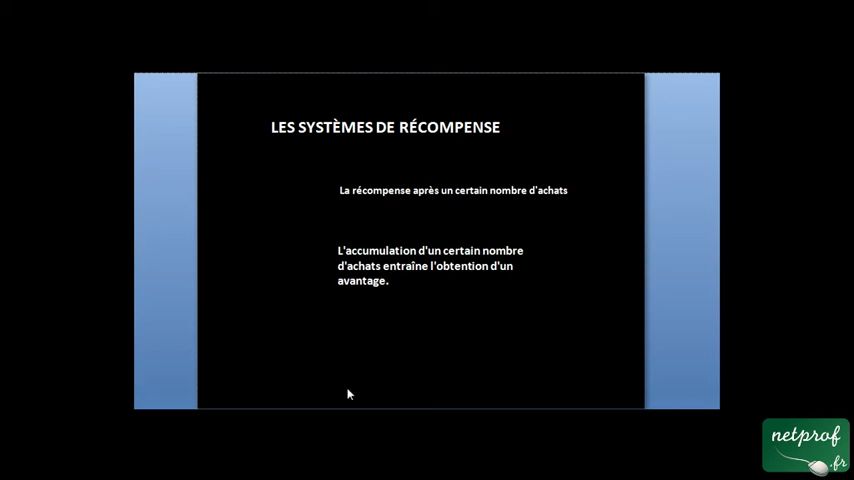 LES SYSTÈMES DE RÉCOMPENSE
La récompense après un certain nombre d'achats
L'accumulation d'un certain nombre
d'achats entraîne l'obtention d'un
avantage.
netprof
.fr